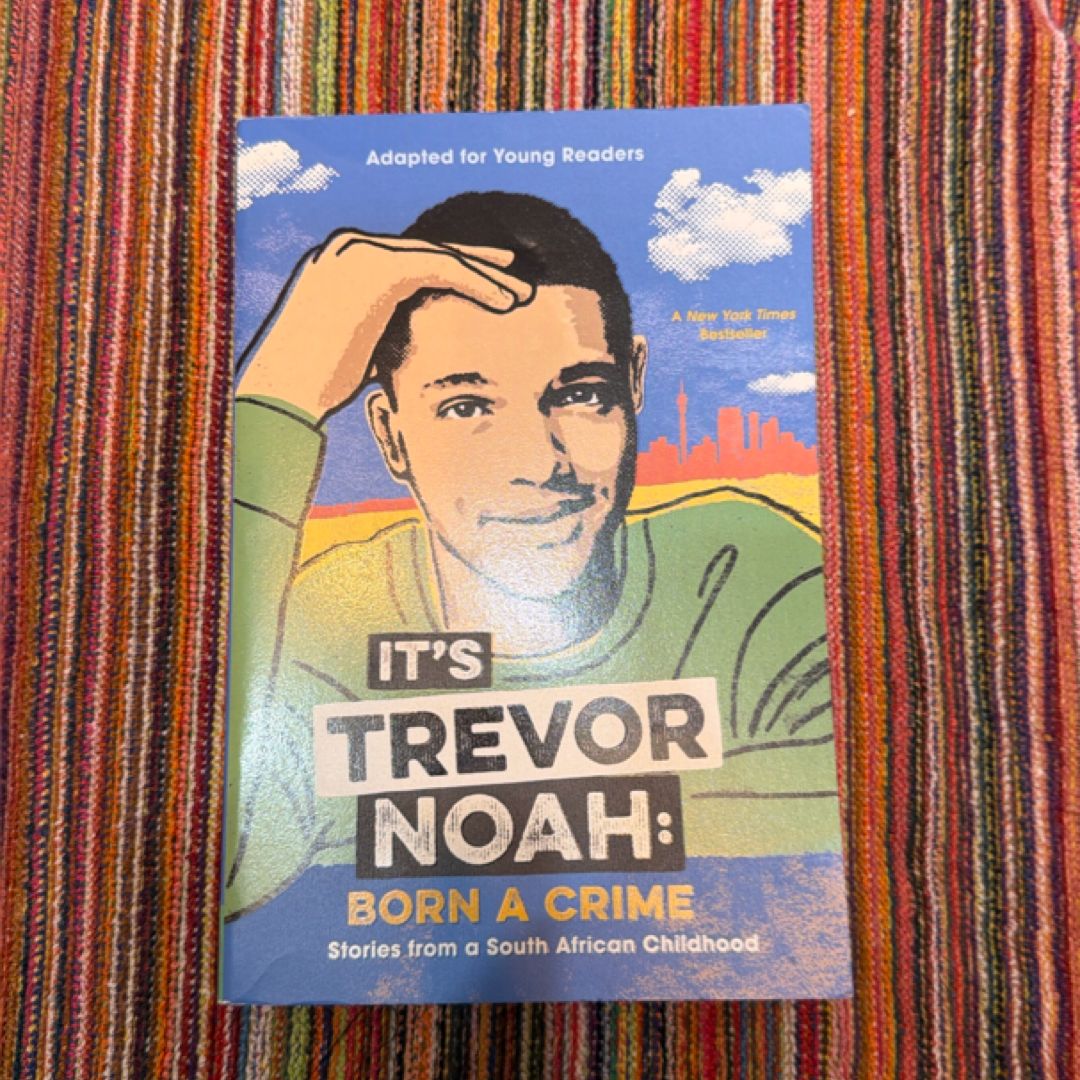 Adapted for Young Readers
A New York Times
Bestseller
IT'S
TREVOR
NOAH:
BORN A CRIME
Stories from a South African Childhood